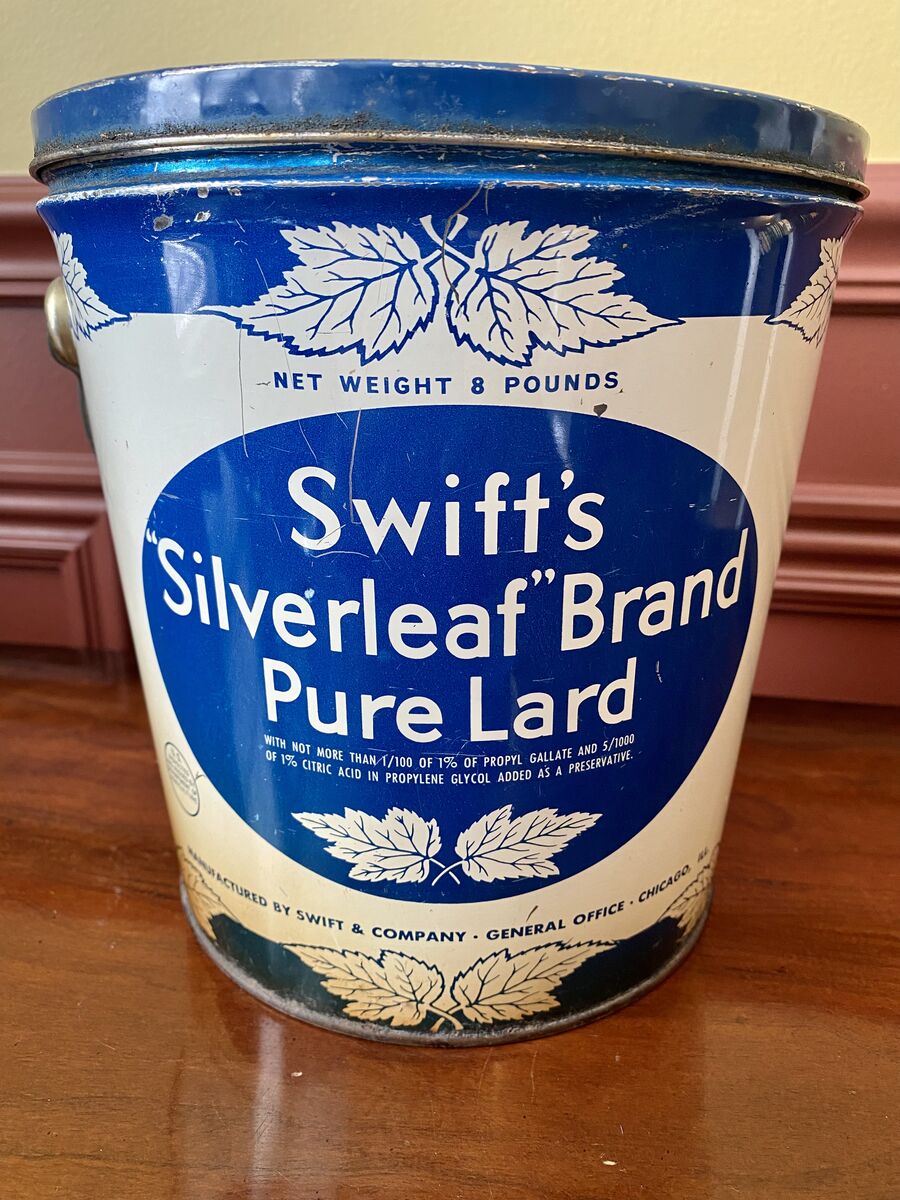 NET WEIGHT 8 POUNDS
Swift's
"Silverleaf" Brand
Pure Lard
WITH NOT MORE THAN 1/100 OF 1% OF PROPYL GALLATE AND 5/1000
OF 1% CITRIC ACID IN PROPYLENE GLYCOL ADDED AS A PRESERVATIVE.
MANUFACTURED BY SWIFT & COMPANY · GENERAL OFFICE · CHICAGO, ILL.